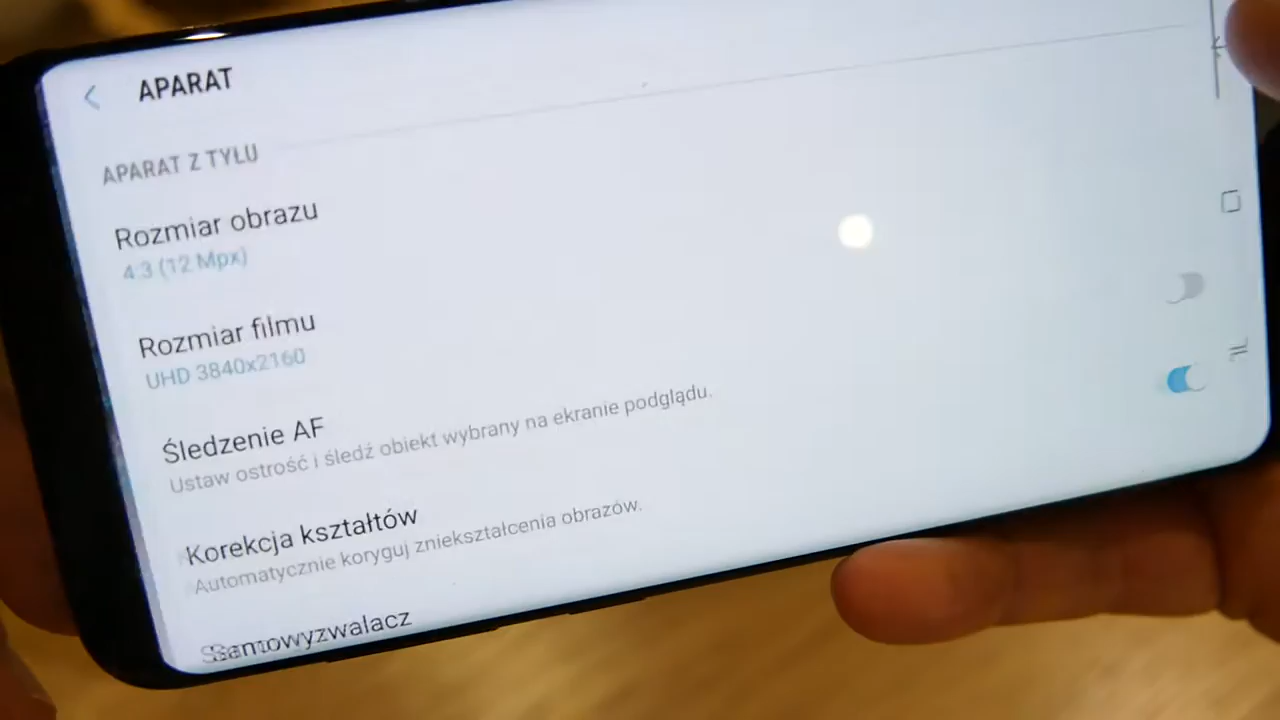 APARAT
APARAT Z TYŁU
Rozmiar obrazu
4:3 (12 Mpx)
Rozmiar filmu
UHD 3840x2160
Śledzenie AF
Ustaw ostrość i śledź obiekt wybrany na ekranie podglądu.
Korekcja kształtów
Automatycznie koryguj zniekształcenia obrazów.
Samowyzwalacz